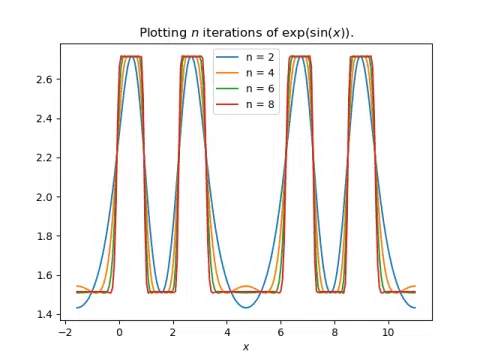 Plotting n iterations of exp(sin(x)).
n = 2
n = 4
n = 6
n = 8
2.6
2.4
2.2
2.0
1.8
1.6
1.4
−2 0 2 4 6 8 10
x